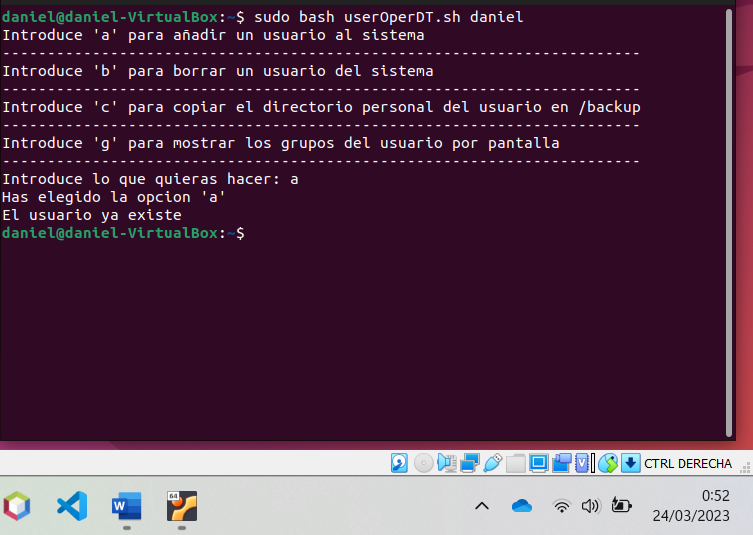 daniel@daniel-VirtualBox:~$ sudo bash userOperDT.sh daniel
Introduce 'a' para añadir un usuario al sistema
-----------------------------------------------------------------------
Introduce 'b' para borrar un usuario del sistema
-----------------------------------------------------------------------
Introduce 'c' para copiar el directorio personal del usuario en /backup
-----------------------------------------------------------------------
Introduce 'g' para mostrar los grupos del usuario por pantalla
-----------------------------------------------------------------------
Introduce lo que quieras hacer: a
Has elegido la opcion 'a'
El usuario ya existe
daniel@daniel-VirtualBox:~$
CTRL DERECHA
W
64
0:52
24/03/2023